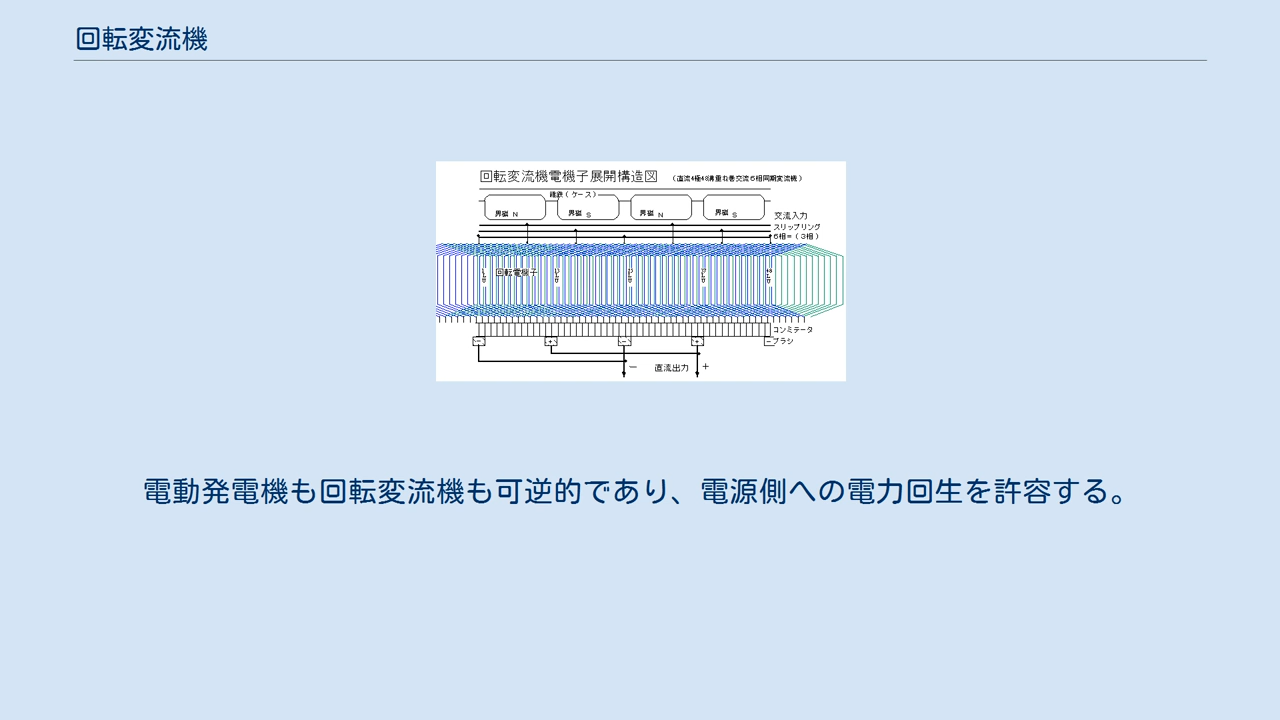 回転変流機
回転変流機電機子展開構造図 (直流4極48溝重ね巻交流6相同期変流機)
継鉄(ケース)
界磁 N 界磁 S 界磁 N 界磁 S
交流入力
スリップリング
6相=(3相)
回転電機子
コンミテータ
- + - + -
ブラシ
- 直流出力 +
電動発電機も回転変流機も可逆的であり、電源側への電力回生を許容する。